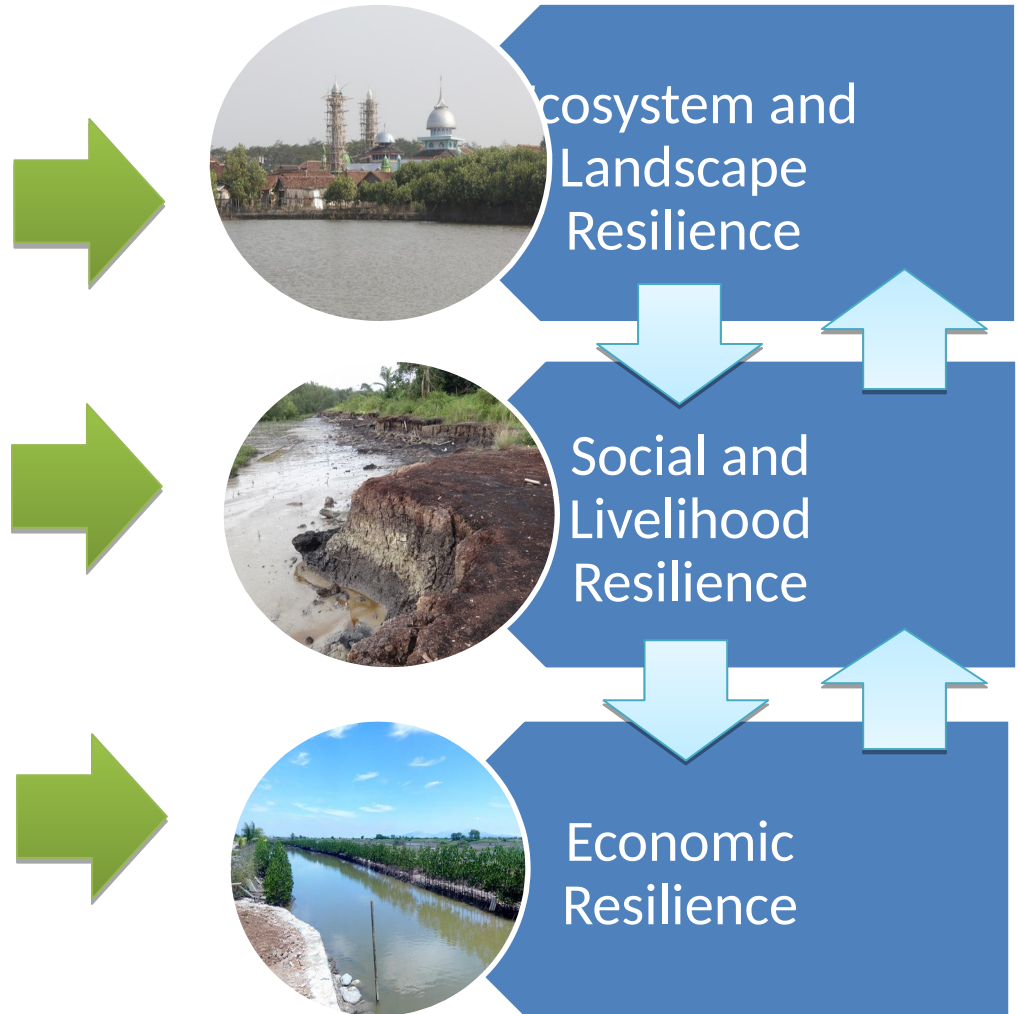 cosystem and
Landscape
Resilience
Social and
Livelihood
Resilience
Economic
Resilience